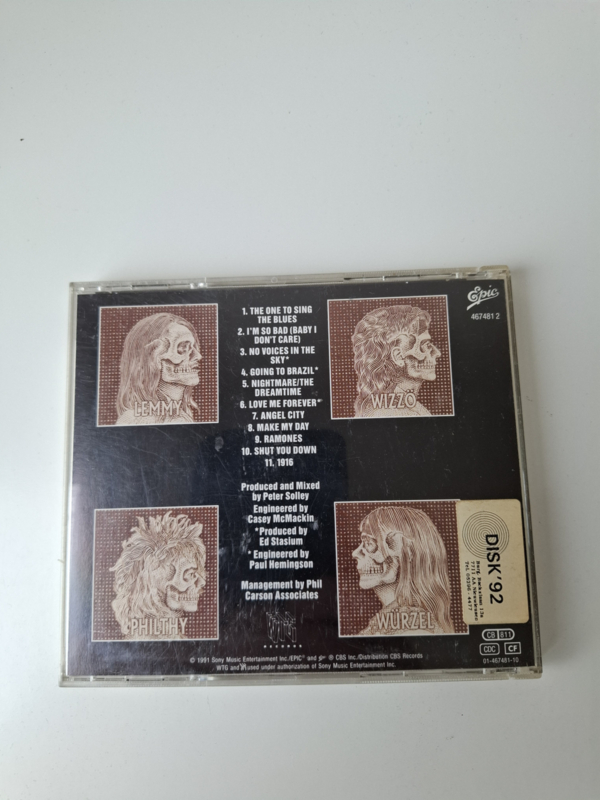 Epic
467481 2
LEMMY
WIZZÖ
1. THE ONE TO SING
THE BLUES
2. I'M SO BAD (BABY I
DON'T CARE)
3. NO VOICES IN THE
SKY*
4. GOING TO BRAZIL*
5. NIGHTMARE/THE
DREAMTIME
6. LOVE ME FOREVER*
7. ANGEL CITY
8. MAKE MY DAY
9. RAMONES
10. SHUT YOU DOWN
11. 1916
Produced and Mixed
by Peter Solley
Engineered by
Casey McMackin
*Produced by
Ed Stasium
* Engineered by
Paul Hemingson
Management by Phil
Carson Associates
PHILTHY
WÜRZEL
DISK'92
WTG
RECORDS
CB 811
CDC CF
01-467481-10
© 1991 Sony Music Entertainment Inc./EPIC® and ℗ ® CBS Inc./Distribution CBS Records
WTG and used under authorization of Sony Music Entertainment Inc.